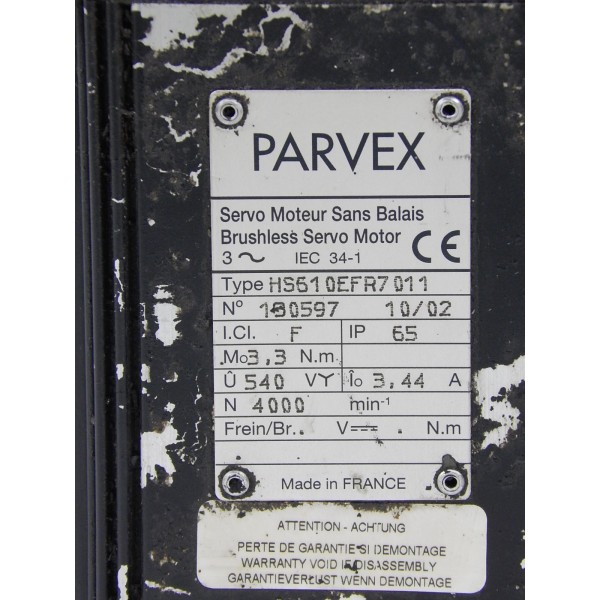 PARVEX
Servo Moteur Sans Balais
Brushless Servo Motor
3~ IEC 34-1 CE
Type HS610EFR7011
N° 180597 10/02
I.Cl. F IP 65
Mo3,3 N.m
Û 540 VY Îo 3,44 A
N 4000 min-1
Frein/Br.. V⎓ . N.m
Made in FRANCE
ATTENTION - ACHTUNG
PERTE DE GARANTIE SI DEMONTAGE
WARRANTY VOID IF DISASSEMBLY
GARANTIEVERLUST WENN DEMONTAGE